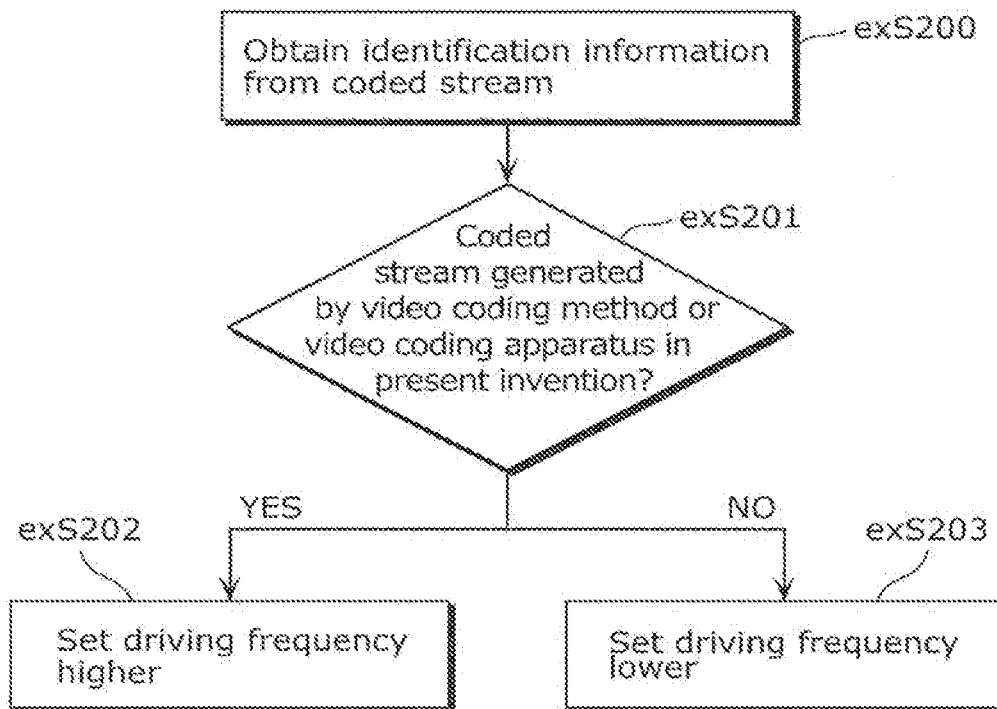 exS200
Obtain identification information
from coded stream
exS201
Coded
stream generated
by video coding method or
video coding apparatus in
present invention?
YES
NO
exS202
exS203
Set driving frequency
higher
Set driving frequency
lower